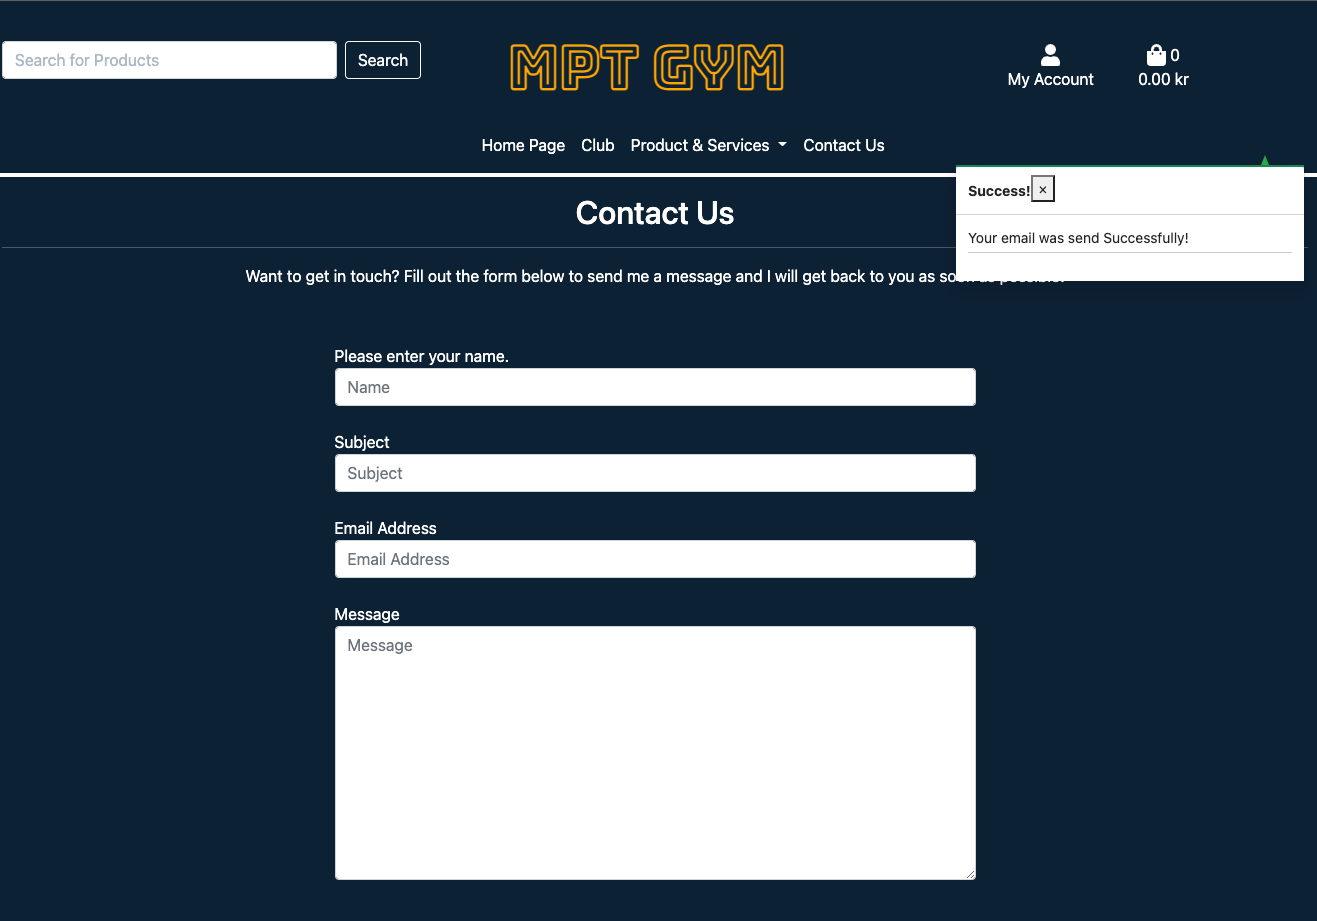 Search for Products
Search
MPT GYM
My Account
0
0.00 kr
Home Page Club Product & Services Contact Us
Success! ×
Your email was send Successfully!
Contact Us
Want to get in touch? Fill out the form below to send me a message and I will get back to you as soon as possible.
Please enter your name.
Name
Subject
Subject
Email Address
Email Address
Message
Message